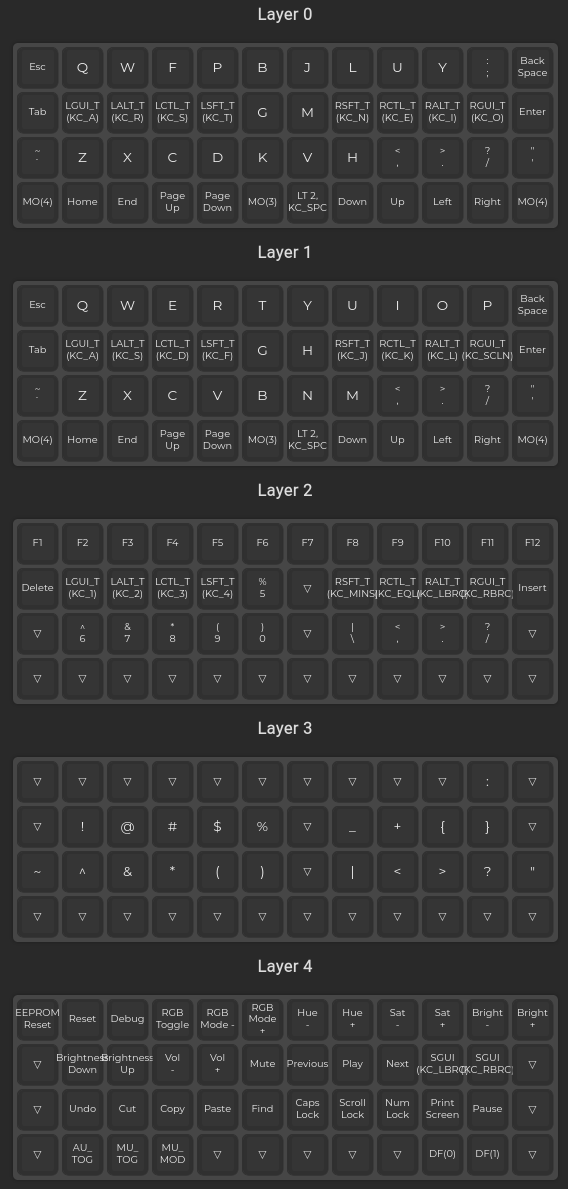 Layer 0
Esc Q W F P B J L U Y : ; Back Space
Tab LGUI_T (KC_A) LALT_T (KC_R) LCTL_T (KC_S) LSFT_T (KC_T) G M RSFT_T (KC_N) RCTL_T (KC_E) RALT_T (KC_I) RGUI_T (KC_O) Enter
~ ` Z X C D K V H < , > . ? / " '
MO(4) Home End Page Up Page Down MO(3) LT 2, KC_SPC Down Up Left Right MO(4)
Layer 1
Esc Q W E R T Y U I O P Back Space
Tab LGUI_T (KC_A) LALT_T (KC_S) LCTL_T (KC_D) LSFT_T (KC_F) G H RSFT_T (KC_J) RCTL_T (KC_K) RALT_T (KC_L) RGUI_T (KC_SCLN) Enter
~ ` Z X C V B N M < , > . ? / " '
MO(4) Home End Page Up Page Down MO(3) LT 2, KC_SPC Down Up Left Right MO(4)
Layer 2
F1 F2 F3 F4 F5 F6 F7 F8 F9 F10 F11 F12
Delete LGUI_T (KC_1) LALT_T (KC_2) LCTL_T (KC_3) LSFT_T (KC_4) % 5 ▽ RSFT_T (KC_MINS) RCTL_T (KC_EQL) RALT_T (KC_LBRC) RGUI_T (KC_RBRC) Insert
▽ ^ 6 & 7 * 8 ( 9 ) 0 ▽ | \ < , > . ? / ▽
▽ ▽ ▽ ▽ ▽ ▽ ▽ ▽ ▽ ▽ ▽ ▽
Layer 3
▽ ▽ ▽ ▽ ▽ ▽ ▽ ▽ ▽ ▽ : ▽
▽ ! @ # $ % ▽ _ + { } ▽
~ ^ & * ( ) ▽ | < > ? "
▽ ▽ ▽ ▽ ▽ ▽ ▽ ▽ ▽ ▽ ▽ ▽
Layer 4
EEPROM Reset Reset Debug RGB Toggle RGB Mode - RGB Mode + Hue - Hue + Sat - Sat + Bright - Bright +
▽ Brightness Down Brightness Up Vol - Vol + Mute Previous Play Next SGUI (KC_LBRC) SGUI (KC_RBRC) ▽
▽ Undo Cut Copy Paste Find Caps Lock Scroll Lock Num Lock Print Screen Pause ▽
▽ AU_ TOG MU_ TOG MU_ MOD ▽ ▽ ▽ ▽ ▽ DF(0) DF(1) ▽